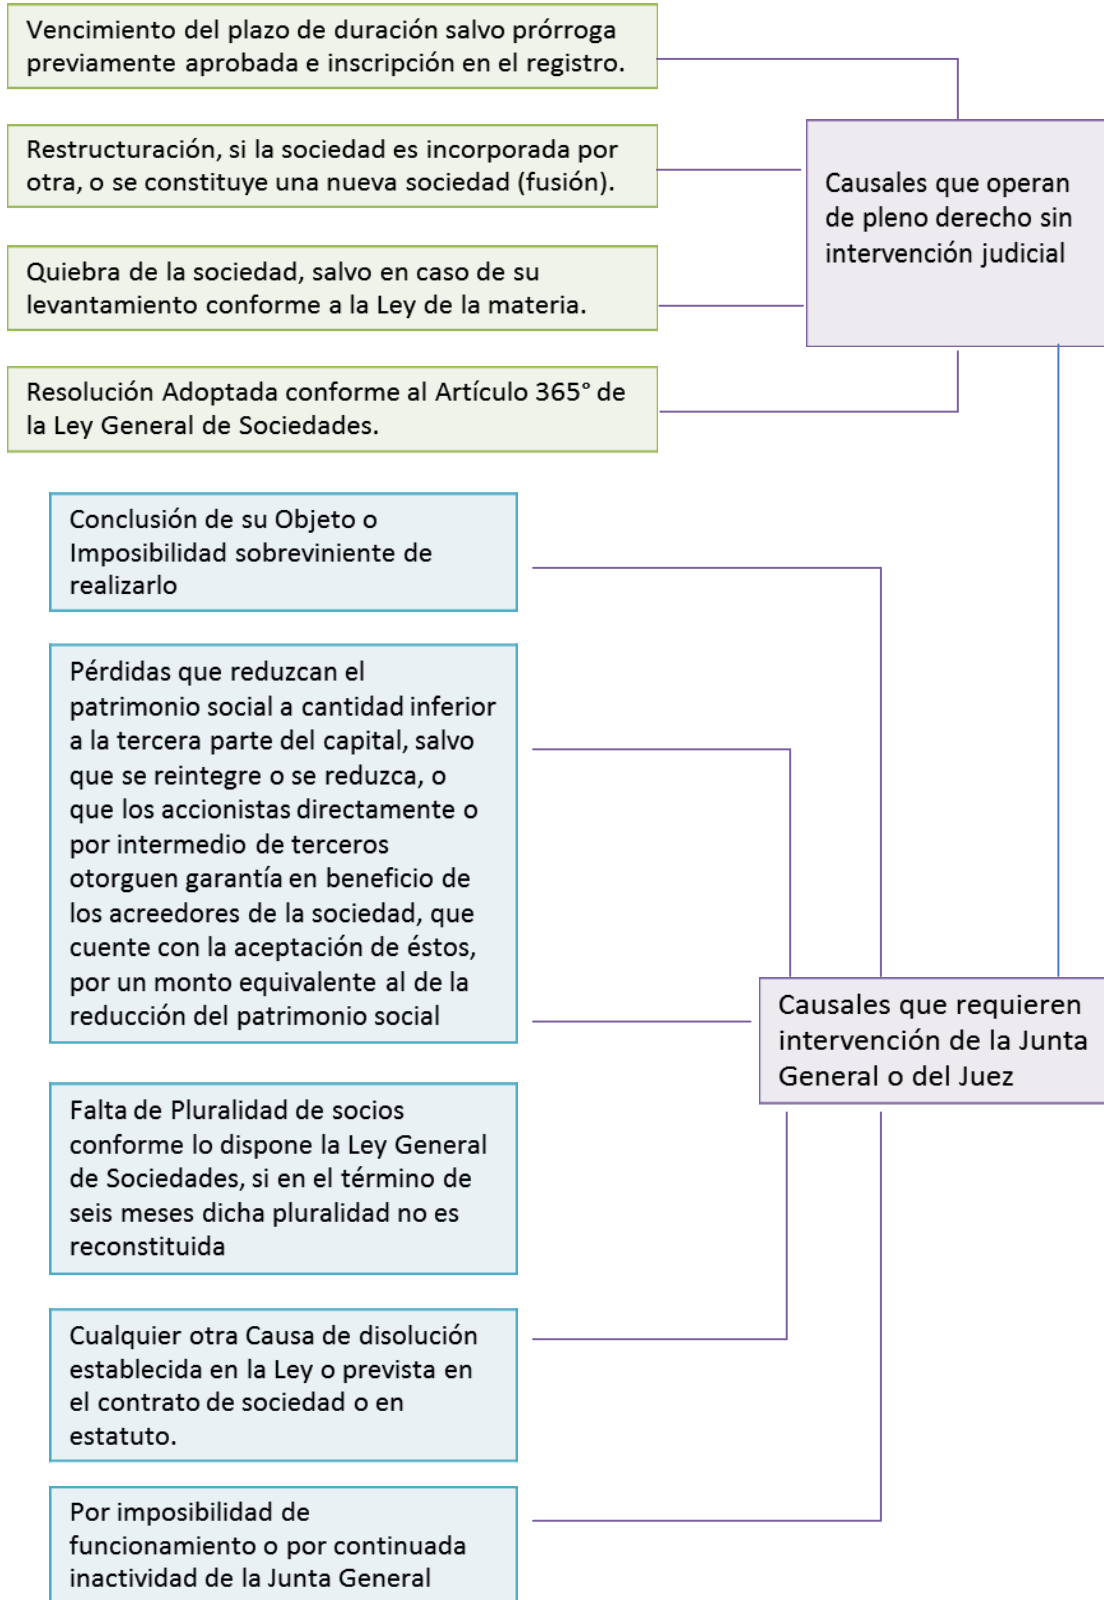 Vencimiento del plazo de duración salvo prórroga
previamente aprobada e inscripción en el registro.
Restructuración, si la sociedad es incorporada por
otra, o se constituye una nueva sociedad (fusión).
Causales que operan
de pleno derecho sin
intervención judicial
Quiebra de la sociedad, salvo en caso de su
levantamiento conforme a la Ley de la materia.
Resolución Adoptada conforme al Artículo 365° de
la Ley General de Sociedades.
Conclusión de su Objeto o
Imposibilidad sobreviniente de
realizarlo
Pérdidas que reduzcan el
patrimonio social a cantidad inferior
a la tercera parte del capital, salvo
que se reintegre o se reduzca, o
que los accionistas directamente o
por intermedio de terceros
otorguen garantía en beneficio de
los acreedores de la sociedad, que
cuente con la aceptación de éstos,
por un monto equivalente al de la
reducción del patrimonio social
Causales que requieren
intervención de la Junta
General o del Juez
Falta de Pluralidad de socios
conforme lo dispone la Ley General
de Sociedades, si en el término de
seis meses dicha pluralidad no es
reconstituida
Cualquier otra Causa de disolución
establecida en la Ley o prevista en
el contrato de sociedad o en
estatuto.
Por imposibilidad de
funcionamiento o por continuada
inactividad de la Junta General